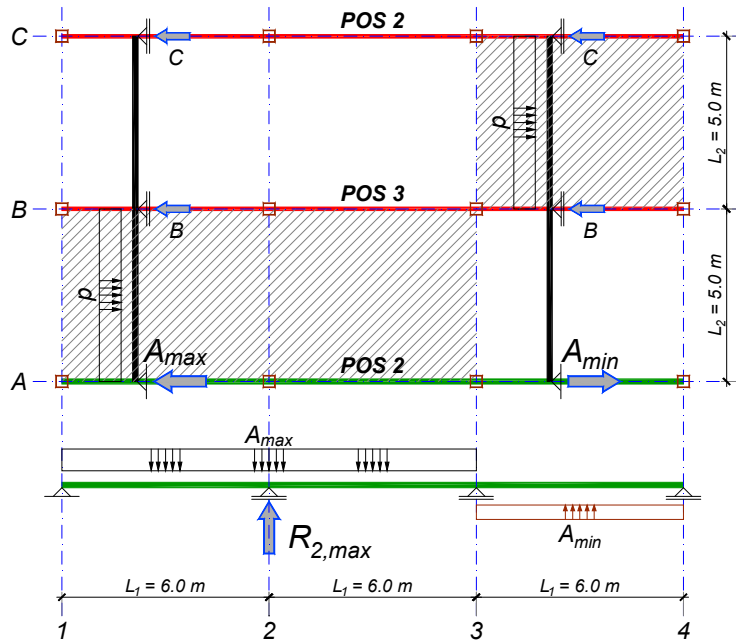 POS 2
C
C
C
p
L₂ = 5.0 m
POS 3
B
B
B
p
L₂ = 5.0 m
Amax
Amin
POS 2
A
Amax
R2,max
Amin
L₁ = 6.0 m
L₁ = 6.0 m
L₁ = 6.0 m
1
2
3
4